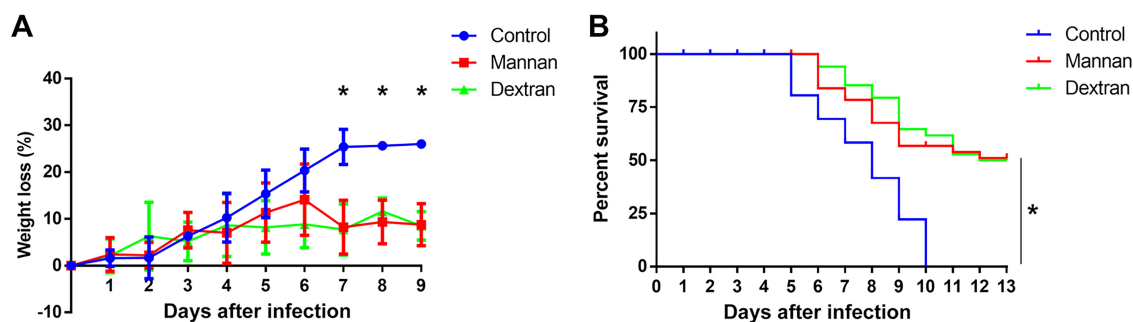 A
Control
Mannan
Dextran
Weight loss (%)
40
30
20
10
0
-10
* * *
1 2 3 4 5 6 7 8 9
Days after infection
B
Control
Mannan
Dextran
Percent survival
100
75
50
25
0
*
0 1 2 3 4 5 6 7 8 9 10 11 12 13
Days after infection